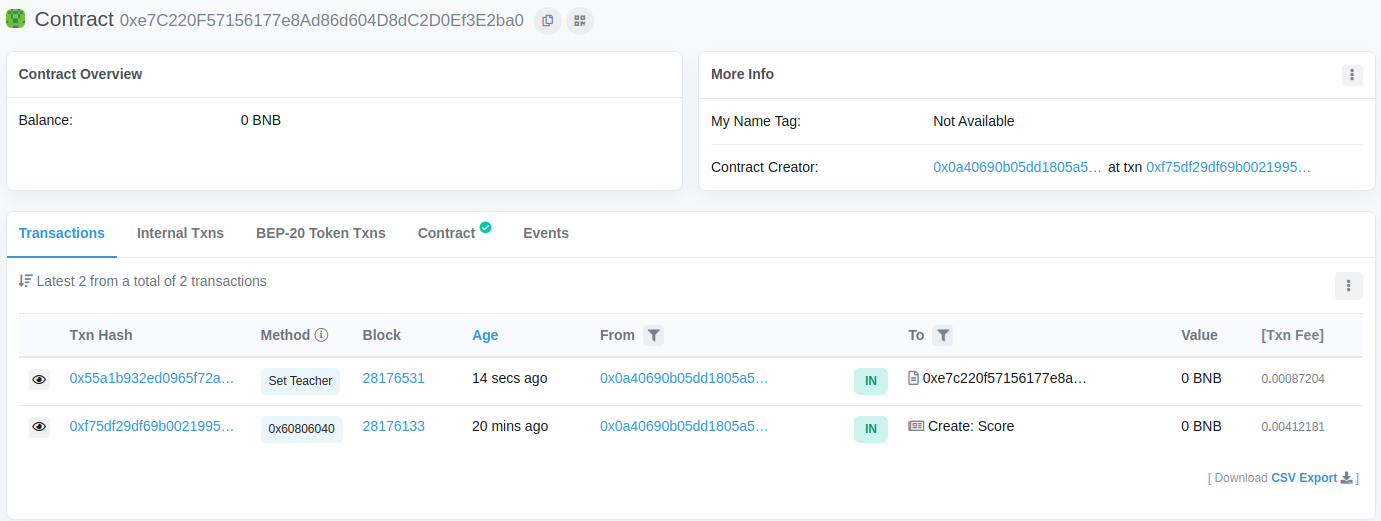 Contract 0xe7C220F57156177e8Ad86d604D8dC2D0Ef3E2ba0
Contract Overview
Balance: 0 BNB
More Info
My Name Tag: Not Available
Contract Creator: 0x0a40690b05dd1805a5… at txn 0xf75df29df69b0021995…
Transactions Internal Txns BEP-20 Token Txns Contract Events
Latest 2 from a total of 2 transactions
Txn Hash Method Block Age From To Value [Txn Fee]
0x55a1b932ed0965f72a… Set Teacher 28176531 14 secs ago 0x0a40690b05dd1805a5… IN 0xe7c220f57156177e8a… 0 BNB 0.00087204
0xf75df29df69b0021995… 0x60806040 28176133 20 mins ago 0x0a40690b05dd1805a5… IN Create: Score 0 BNB 0.00412181
[ Download CSV Export ]